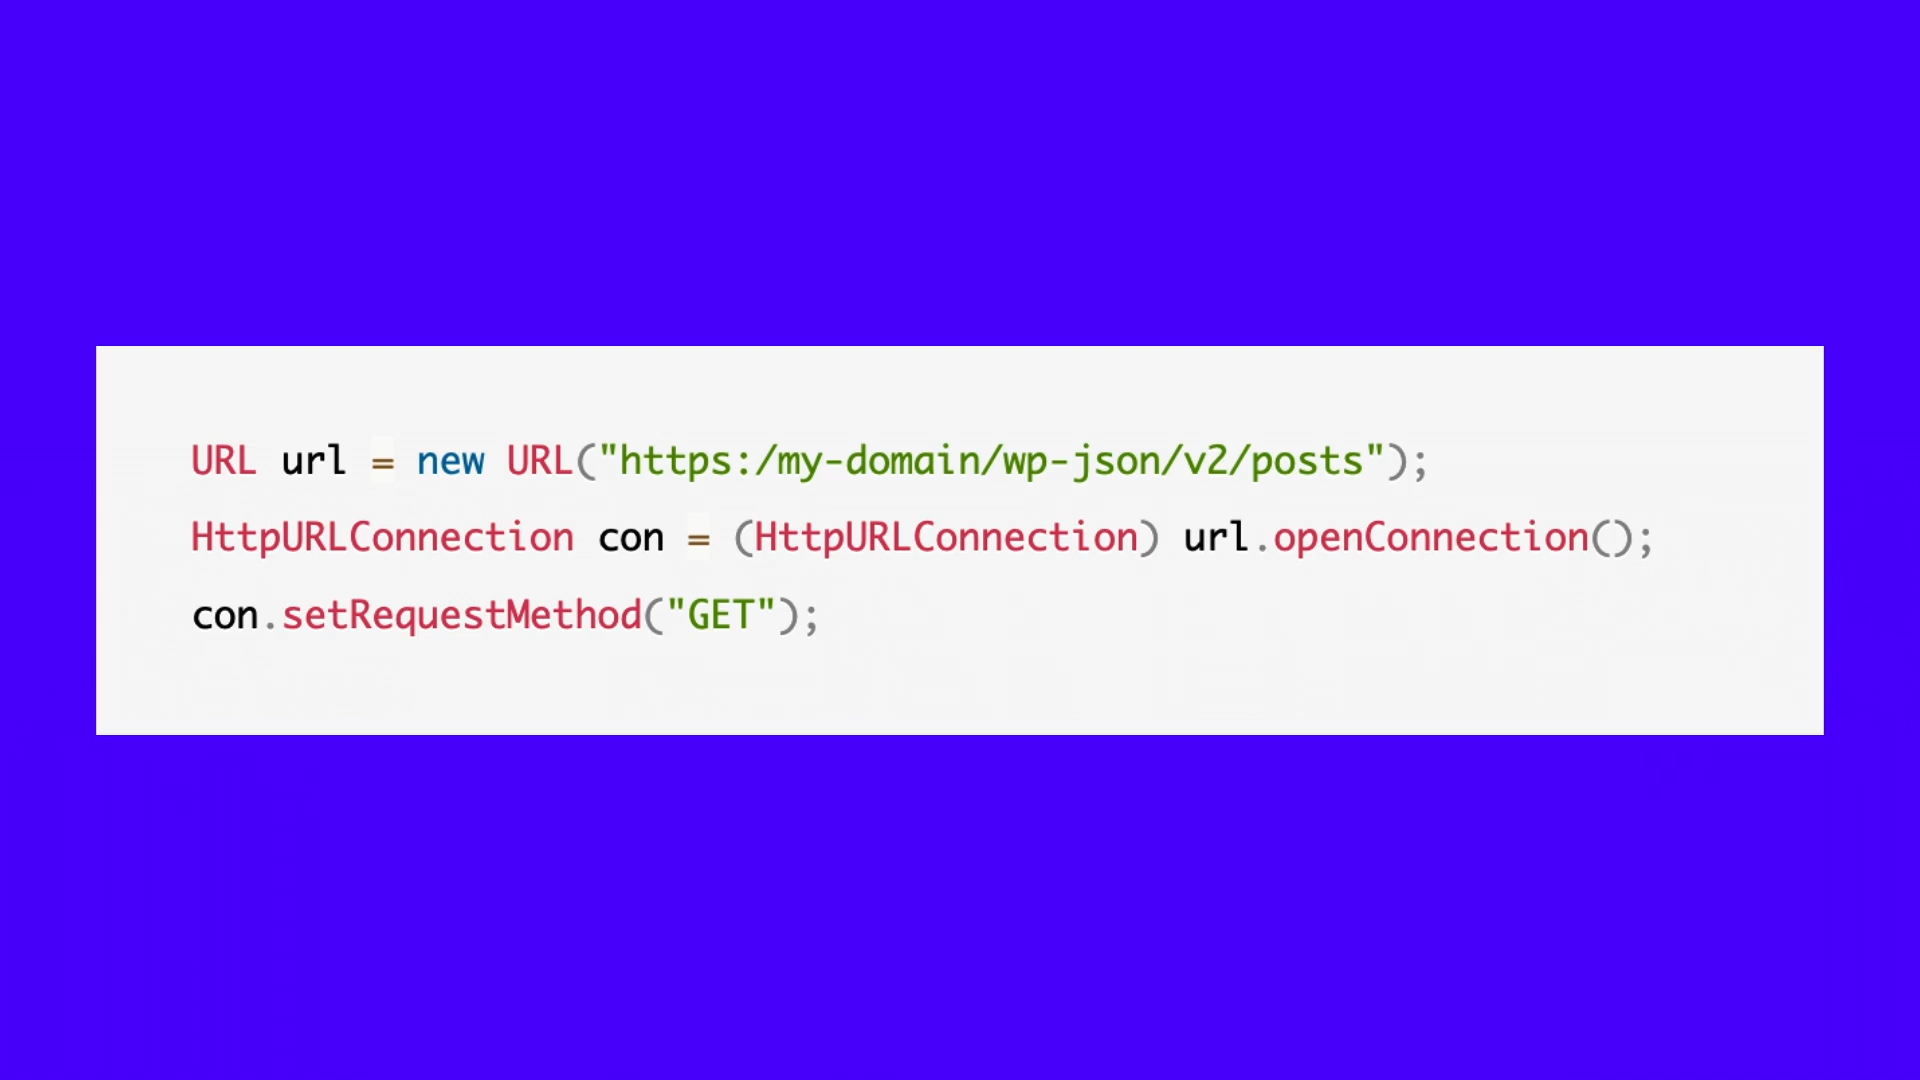 URL url = new URL("https:/my-domain/wp-json/v2/posts");
HttpURLConnection con = (HttpURLConnection) url.openConnection();
con.setRequestMethod("GET");